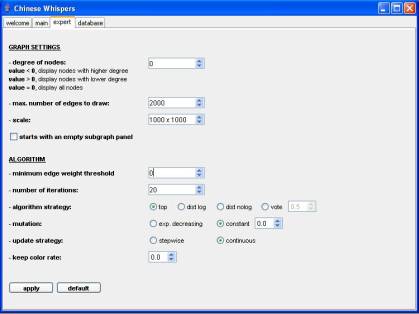 Chinese Whispers
welcome main expert database
GRAPH SETTINGS
- degree of nodes: 0
value < 0, display nodes with higher degree
value > 0, display nodes with lower degree
value = 0, display all nodes
- max. number of edges to draw: 2000
- scale: 1000 x 1000
starts with an empty subgraph panel
ALGORITHM
- minimum edge weight threshold 0
- number of iterations: 20
- algorithm strategy: top dist log dist nolog vote 0.5
- mutation: exp. decreasing constant 0.0
- update strategy: stepwise continuous
- keep color rate: 0.0
apply default